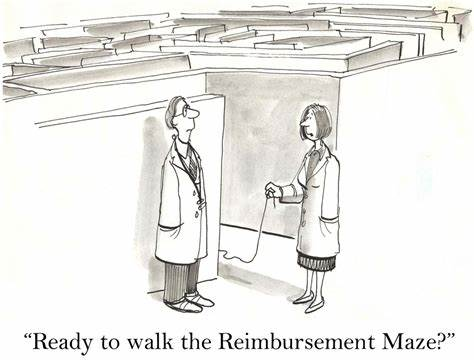 “Ready to walk the Reimbursement Maze?”